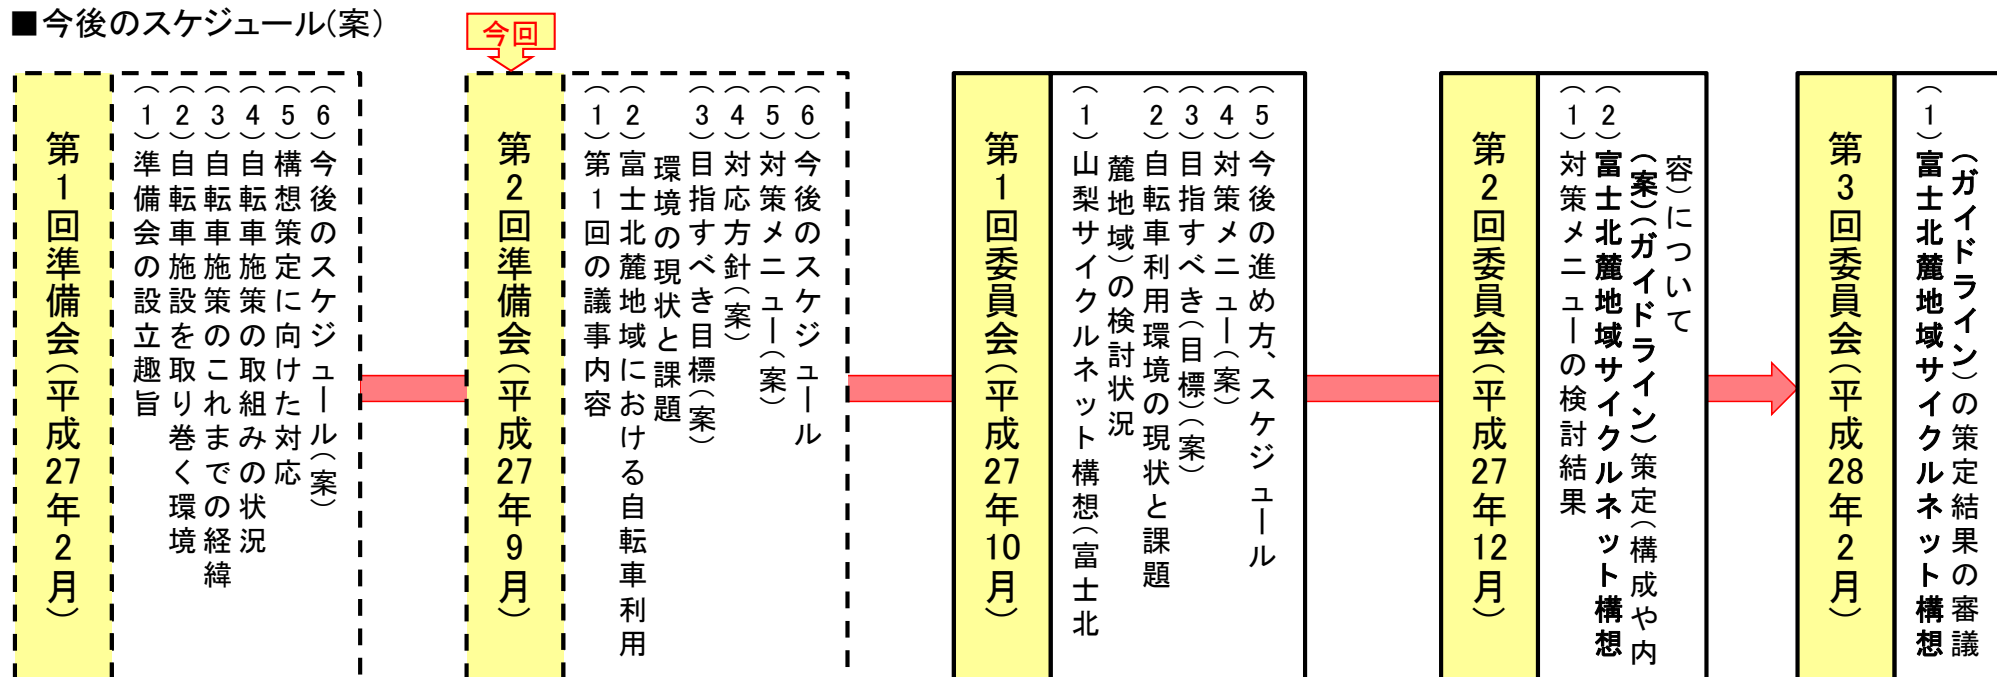 ■今後のスケジュール(案)
今回
第1回準備会(平成27年2月)
(1)準備会の設立趣旨
(2)自転車施設を取り巻く環境
(3)自転車施策のこれまでの経緯
(4)自転車施策の取組みの状況
(5)構想策定に向けた対応
(6)今後のスケジュール(案)
第2回準備会(平成27年9月)
(1)第1回の議事内容
(2)富士北麓地域における自転車利用
環境の現状と課題
(3)目指すべき目標(案)
(4)対応方針(案)
(5)対策メニュー(案)
(6)今後のスケジュール
第1回委員会(平成27年10月)
(1)山梨サイクルネット構想(富士北
麓地域)の検討状況
(2)自転車利用環境の現状と課題
(3)目指すべき(目標)(案)
(4)対策メニュー(案)
(5)今後の進め方、スケジュール
第2回委員会(平成27年12月)
(1)対策メニューの検討結果
(2)富士北麓地域サイクルネット構想
(案)(ガイドライン)策定(構成や内
容)について
第3回委員会(平成28年2月)
(1)富士北麓地域サイクルネット構想
(ガイドライン)の策定結果の審議